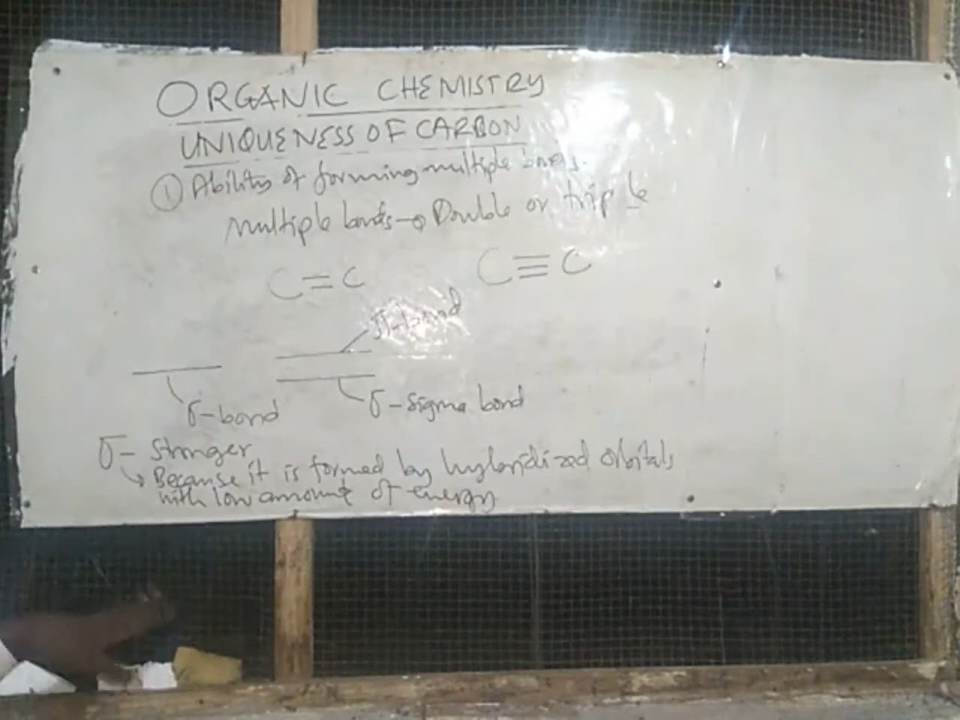 ORGANIC CHEMISTRY
UNIQUENESS OF CARBON
① Ability of forming multiple bonds.
Multiple bonds → Double or triple
C=C C≡C
π-bond
σ-bond σ-sigma bond
σ- stronger
↳ Because it is formed by hybridized orbitals
with low amount of energy